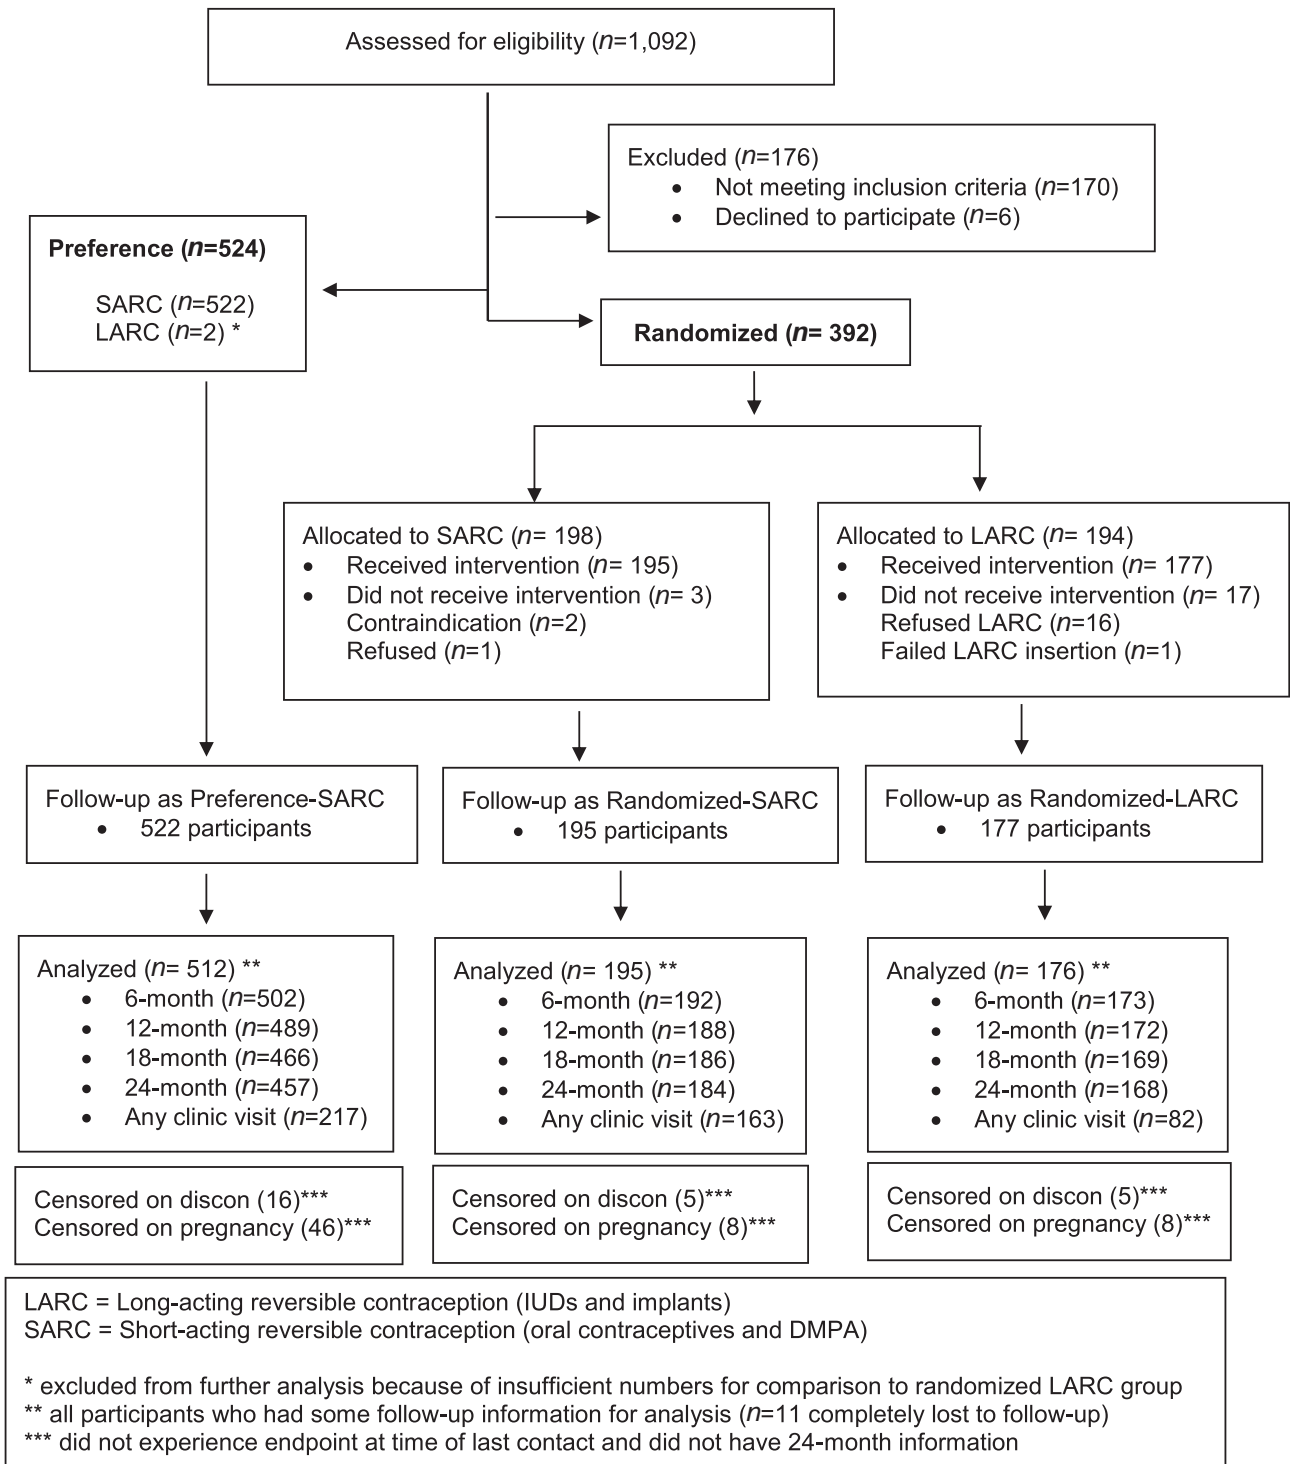 Assessed for eligibility (n=1,092)
Excluded (n=176)
• Not meeting inclusion criteria (n=170)
• Declined to participate (n=6)
Preference (n=524)
SARC (n=522)
LARC (n=2) *
Randomized (n= 392)
Allocated to SARC (n= 198)
• Received intervention (n= 195)
• Did not receive intervention (n= 3)
Contraindication (n=2)
Refused (n=1)
Allocated to LARC (n= 194)
• Received intervention (n= 177)
• Did not receive intervention (n= 17)
Refused LARC (n=16)
Failed LARC insertion (n=1)
Follow-up as Preference-SARC
• 522 participants
Follow-up as Randomized-SARC
• 195 participants
Follow-up as Randomized-LARC
• 177 participants
Analyzed (n= 512) **
• 6-month (n=502)
• 12-month (n=489)
• 18-month (n=466)
• 24-month (n=457)
• Any clinic visit (n=217)
Analyzed (n= 195) **
• 6-month (n=192)
• 12-month (n=188)
• 18-month (n=186)
• 24-month (n=184)
• Any clinic visit (n=163)
Analyzed (n= 176) **
• 6-month (n=173)
• 12-month (n=172)
• 18-month (n=169)
• 24-month (n=168)
• Any clinic visit (n=82)
Censored on discon (16)***
Censored on pregnancy (46)***
Censored on discon (5)***
Censored on pregnancy (8)***
Censored on discon (5)***
Censored on pregnancy (8)***
LARC = Long-acting reversible contraception (IUDs and implants)
SARC = Short-acting reversible contraception (oral contraceptives and DMPA)
* excluded from further analysis because of insufficient numbers for comparison to randomized LARC group
** all participants who had some follow-up information for analysis (n=11 completely lost to follow-up)
*** did not experience endpoint at time of last contact and did not have 24-month information